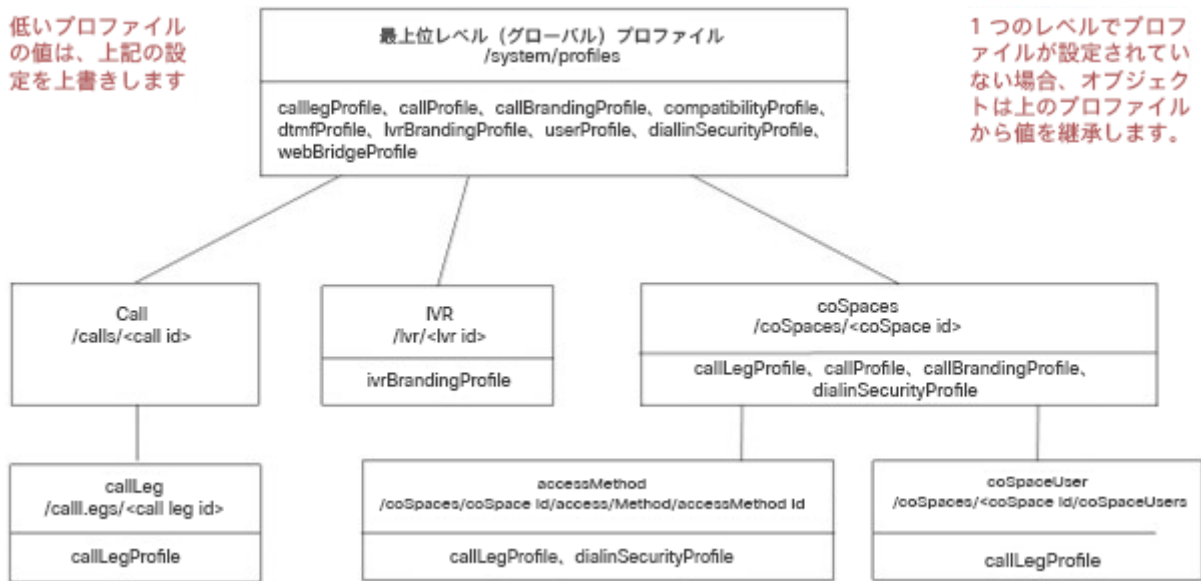 低いプロファイル
の値は、上記の設
定を上書きします
最上位レベル（グローバル）プロファイル
/system/profiles
calllegProfile、callProfile、callBrandingProfile、compatibilityProfile、
dtmfProfile、IvrBrandingProfile、userProfile、diallinSecurityProfile、
webBridgeProfile
1 つのレベルでプロフ
ァイルが設定されてい
ない場合、オブジェク
トは上のプロファイル
から値を継承します。
Call
/calls/<call id>
IVR
/Ivr/<Ivr id>
ivrBrandingProfile
coSpaces
/coSpaces/<coSpace id>
callLegProfile、callProfile、callBrandingProfile、
dialinSecurityProfile
callLeg
/calll.egs/<call leg id>
callLegProfile
accessMethod
/coSpaces/coSpace id/access/Method/accessMethod id
callLegProfile、dialinSecurityProfile
coSpaceUser
/coSpaces/<coSpace id/coSpaceUsers
callLegProfile